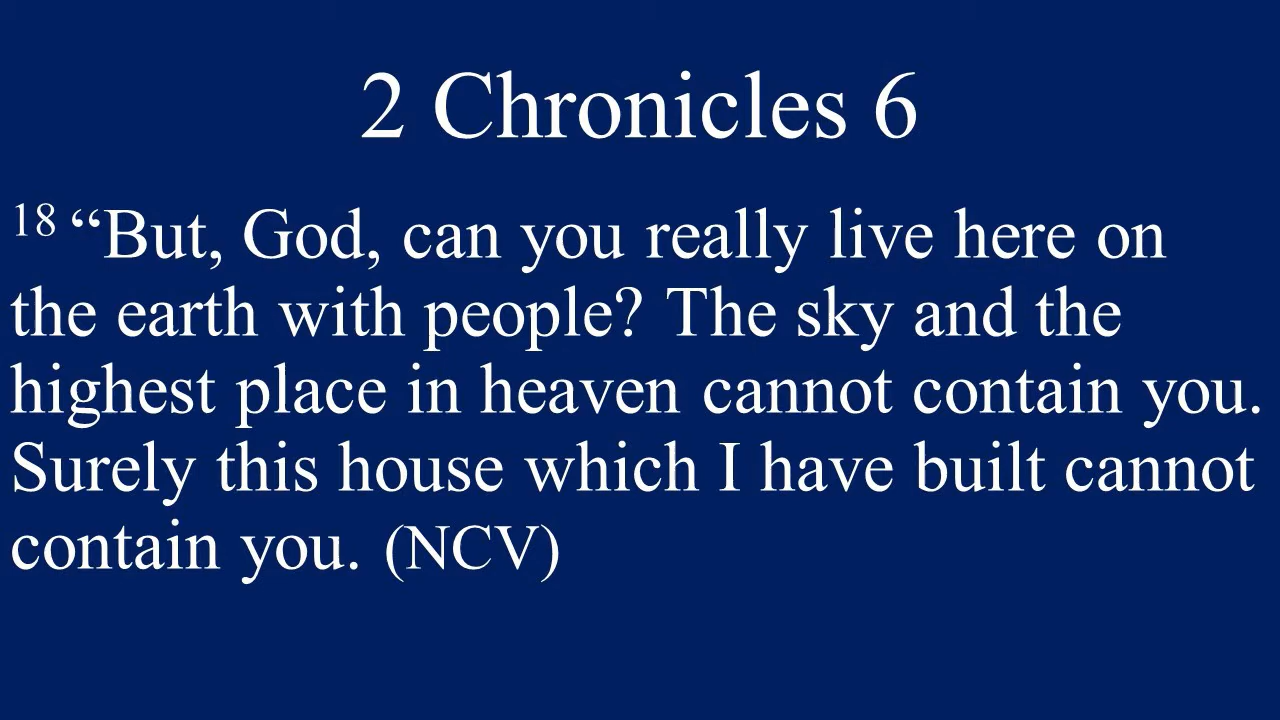 2 Chronicles 6
18 “But, God, can you really live here on
the earth with people? The sky and the
highest place in heaven cannot contain you.
Surely this house which I have built cannot
contain you. (NCV)